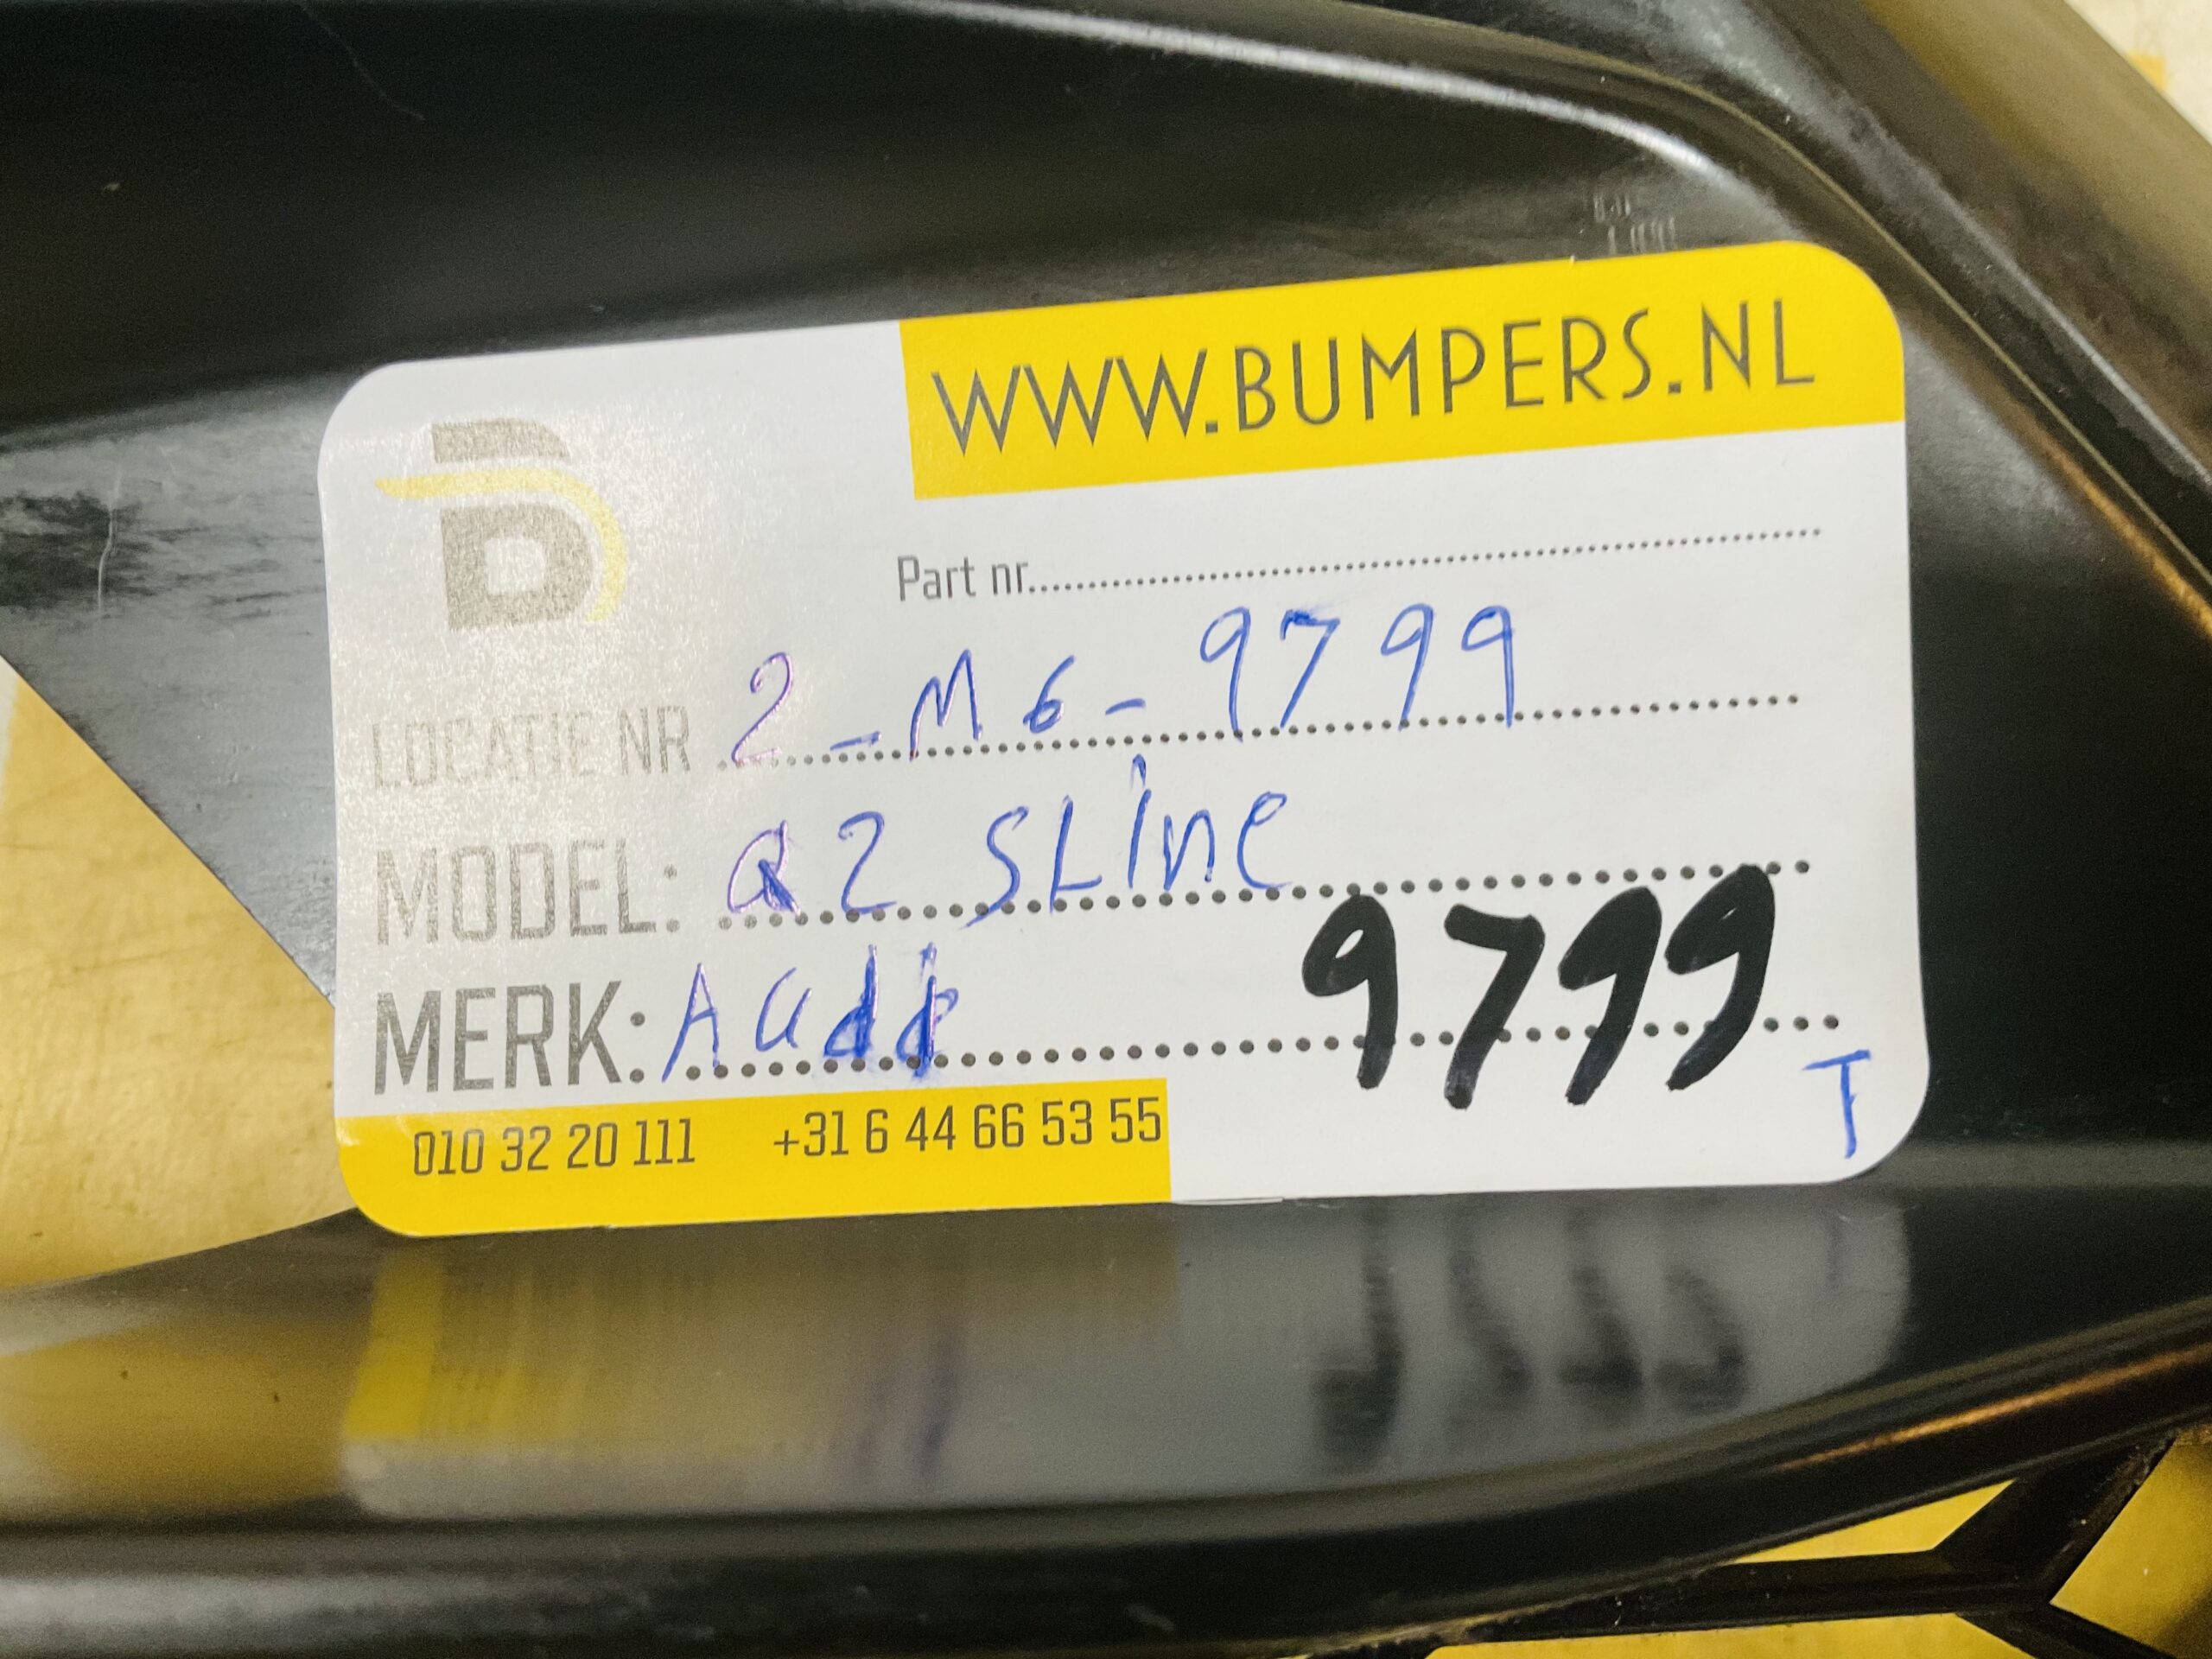 WWW.BUMPERS.NL
Part nr.
LOCATIE NR 2-M6-9799
MODEL: Q2 SLine
MERK: Audi 9799
T
010 32 20 111 +31 6 44 66 53 55